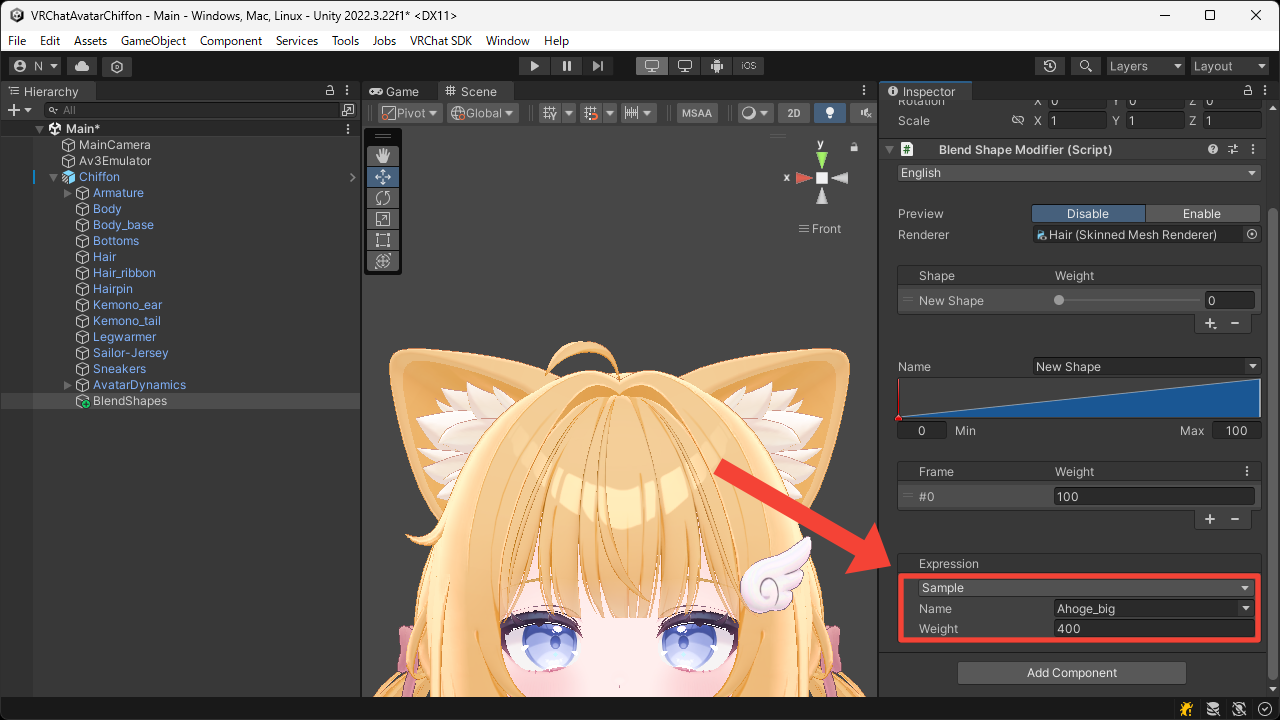 VRChatAvatarChiffon - Main - Windows, Mac, Linux - Unity 2022.3.22f1* <DX11>
File Edit Assets GameObject Component Services Tools Jobs VRChat SDK Window Help
N iOS Layers Layout
Hierarchy
All
Main*
MainCamera
Av3Emulator
Chiffon
Armature
Body
Body_base
Bottoms
Hair
Hair_ribbon
Hairpin
Kemono_ear
Kemono_tail
Legwarmer
Sailor-Jersey
Sneakers
AvatarDynamics
BlendShapes
Game Scene
Pivot Global MSAA 2D
y
x
Front
Inspector
Rotation X 0 Y 0 Z 0
Scale X 1 Y 1 Z 1
# Blend Shape Modifier (Script)
English
Preview Disable Enable
Renderer Hair (Skinned Mesh Renderer)
Shape Weight
New Shape 0
+ −
Name New Shape
0 Min Max 100
Frame Weight
#0 100
+ −
Expression
Sample
Name Ahoge_big
Weight 400
Add Component